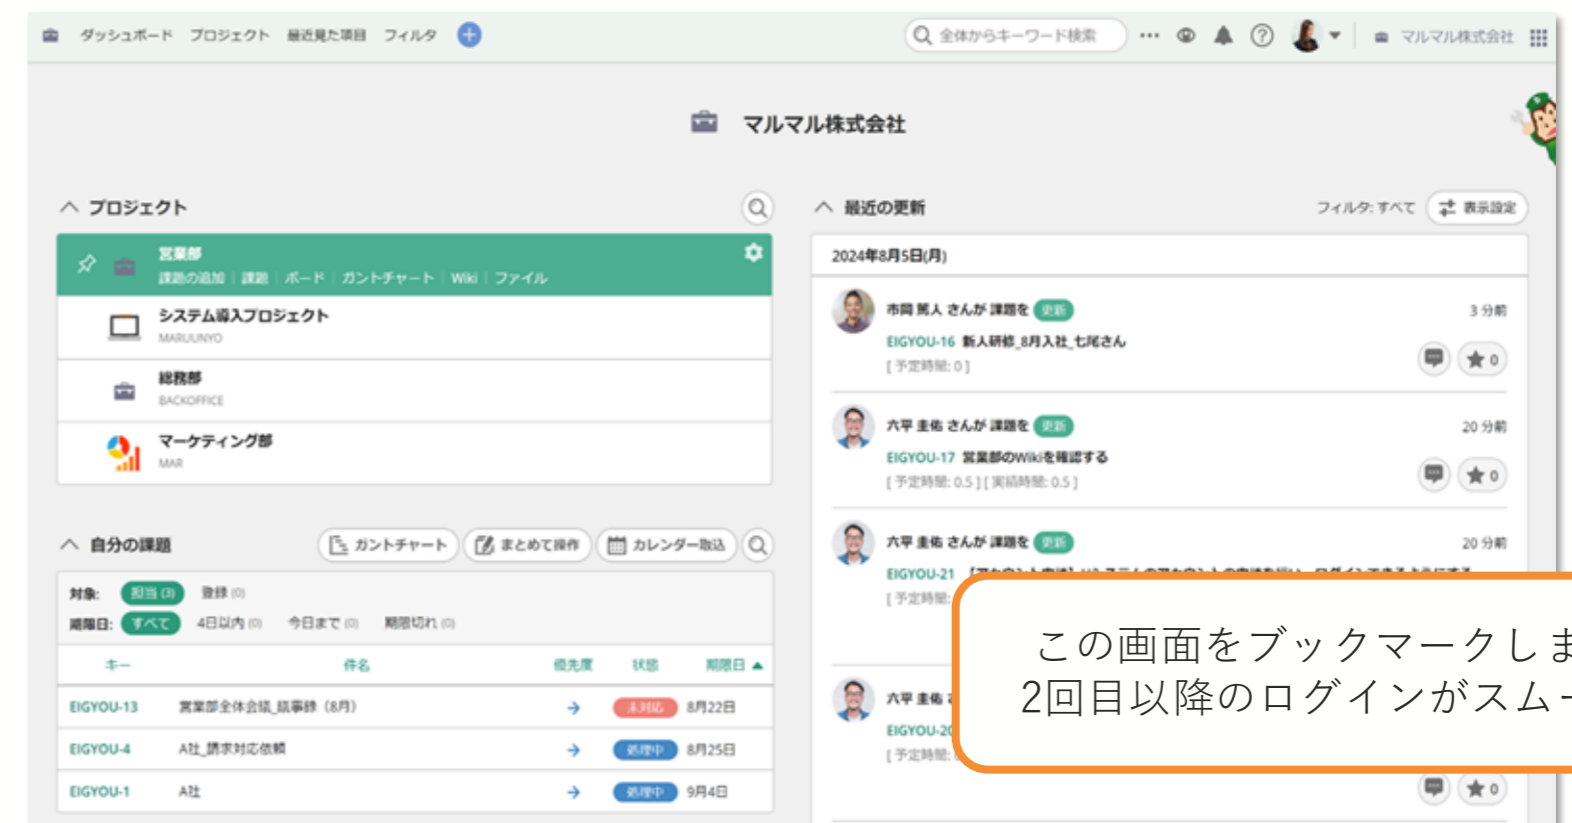 ダッシュボード プロジェクト 最近見た項目 フィルタ
全体からキーワード検索
マルマル株式会社
マルマル株式会社
プロジェクト
営業部
課題の追加 | 課題 | ボード | ガントチャート | Wiki | ファイル
システム導入プロジェクト
MARUUNYO
総務部
BACKOFFICE
マーケティング部
MAR
自分の課題 ガントチャート まとめて操作 カレンダー取込
対象: 担当 (3) 登録 (0)
期限日: すべて 4日以内 (0) 今日まで (0) 期限切れ (0)
キー 件名 優先度 状態 期限日
EIGYOU-13 営業部全体会議_議事録（8月） 未対応 8月22日
EIGYOU-4 A社_請求対応依頼 処理中 8月25日
EIGYOU-1 A社 処理中 9月4日
最近の更新 フィルタ: すべて 表示設定
2024年8月5日(月)
市岡 篤人 さんが 課題を 更新 3 分前
EIGYOU-16 新人研修_8月入社_七尾さん
[ 予定時間: 0 ]
0
六平 圭佑 さんが 課題を 更新 20 分前
EIGYOU-17 営業部のWikiを確認する
[ 予定時間: 0.5 ] [ 実績時間: 0.5 ]
0
六平 圭佑 さんが 課題を 更新 20 分前
EIGYOU-21
[ 予定時間:
六平 圭佑
EIGYOU-20
[ 予定時間:
0
この画面をブックマークしま
2回目以降のログインがスムー